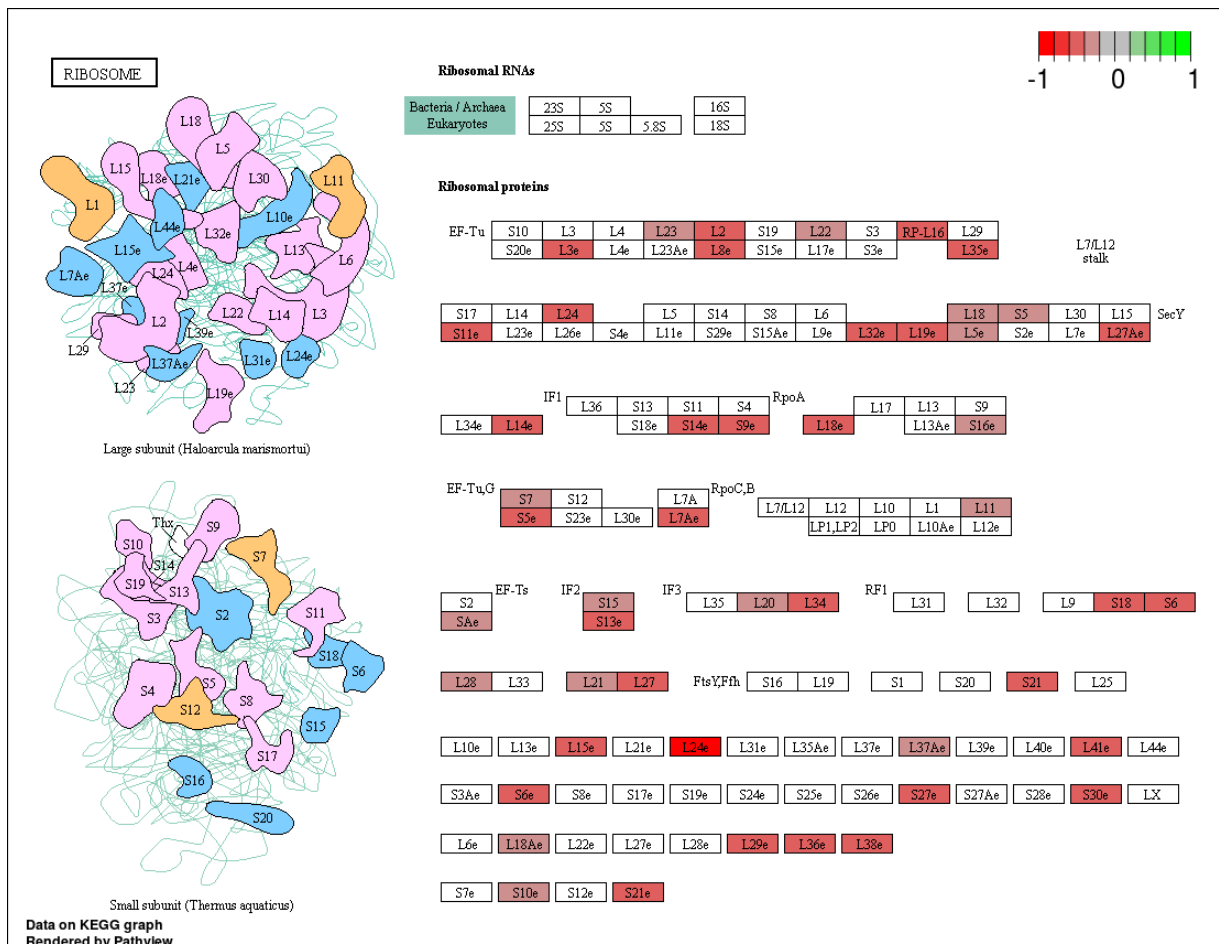 -1 0 1
RIBOSOME
Ribosomal RNAs
Bacteria / Archaea 23S 5S 16S
Eukaryotes 25S 5S 5.8S 18S
Ribosomal proteins
EF-Tu S10 L3 L4 L23 L2 S19 L22 S3 RP-L16 L29
S20e L3e L4e L23Ae L8e S15e L17e S3e L35e
L7/L12
stalk
S17 L14 L24 L5 S14 S8 L6 L18 S5 L30 L15 SecY
S11e L23e L26e S4e L11e S29e S15Ae L9e L32e L19e L5e S2e L7e L27Ae
IF1 L36 S13 S11 S4 RpoA L17 L13 S9
L34e L14e S18e S14e S9e L18e L13Ae S16e
EF-Tu,G S7 S12 L7A RpoC,B L7/L12 L12 L10 L1 L11
S5e S23e L30e L7Ae LP1,LP2 LP0 L10Ae L12e
S2 EF-Ts IF2 S15 IF3 L35 L20 L34 RF1 L31 L32 L9 S18 S6
SAe S13e
L28 L33 L21 L27 FtsY,Ffh S16 L19 S1 S20 S21 L25
L10e L13e L15e L21e L24e L31e L35Ae L37e L37Ae L39e L40e L41e L44e
S3Ae S6e S8e S17e S19e S24e S25e S26e S27e S27Ae S28e S30e LX
L6e L18Ae L22e L27e L28e L29e L36e L38e
S7e S10e S12e S21e
L18
L5
L15
L18e
L21e
L30
L11
L1
L44e
L10e
L32e
L15e
L13
L7Ae
L24
L4e
L6
L37e
L2
L22
L14
L3
L39e
L29
L37Ae
L31e
L24e
L23
L19e
Large subunit (Haloarcula marismortui)
Thx
S9
S10
S14
S7
S19
S13
S3
S2
S11
S18
S6
S4
S5
S8
S12
S15
S17
S16
S20
Small subunit (Thermus aquaticus)
Data on KEGG graph
Rendered by Pathview